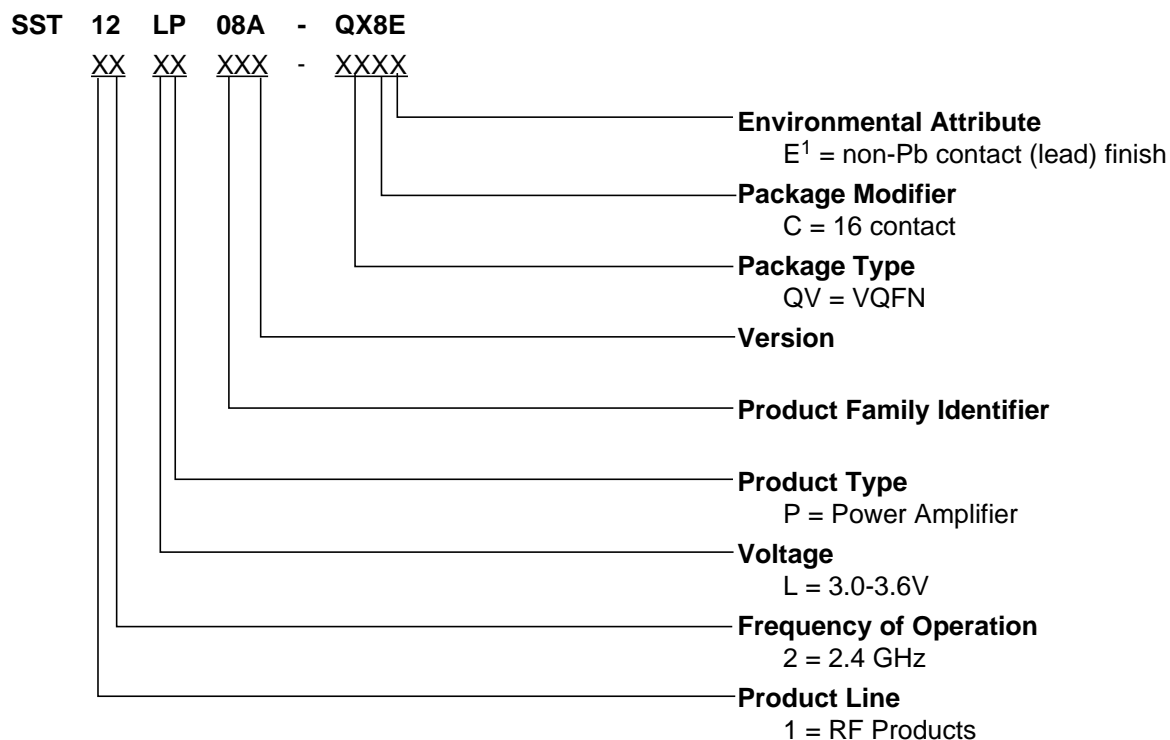 SST 12 LP 08A - QX8E
XX XX XXX - XXXX
Environmental Attribute
E1 = non-Pb contact (lead) finish
Package Modifier
C = 16 contact
Package Type
QV = VQFN
Version
Product Family Identifier
Product Type
P = Power Amplifier
Voltage
L = 3.0-3.6V
Frequency of Operation
2 = 2.4 GHz
Product Line
1 = RF Products